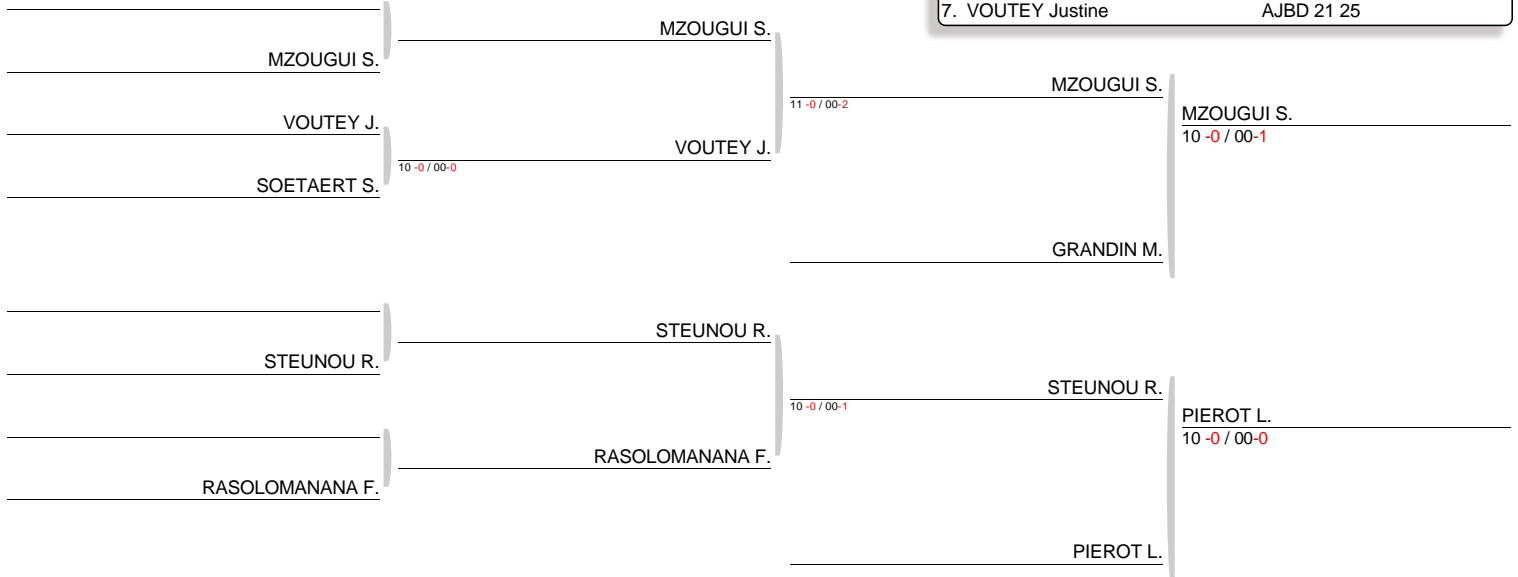 7. VOUTEY Justine AJBD 21 25
MZOUGUI S.
MZOUGUI S.
MZOUGUI S.
11 -0 / 00-2
MZOUGUI S.
10 -0 / 00-1
VOUTEY J.
VOUTEY J.
10 -0 / 00-0
SOETAERT S.
GRANDIN M.
STEUNOU R.
STEUNOU R.
STEUNOU R.
10 -0 / 00-1
PIEROT L.
10 -0 / 00-0
RASOLOMANANA F.
RASOLOMANANA F.
PIEROT L.